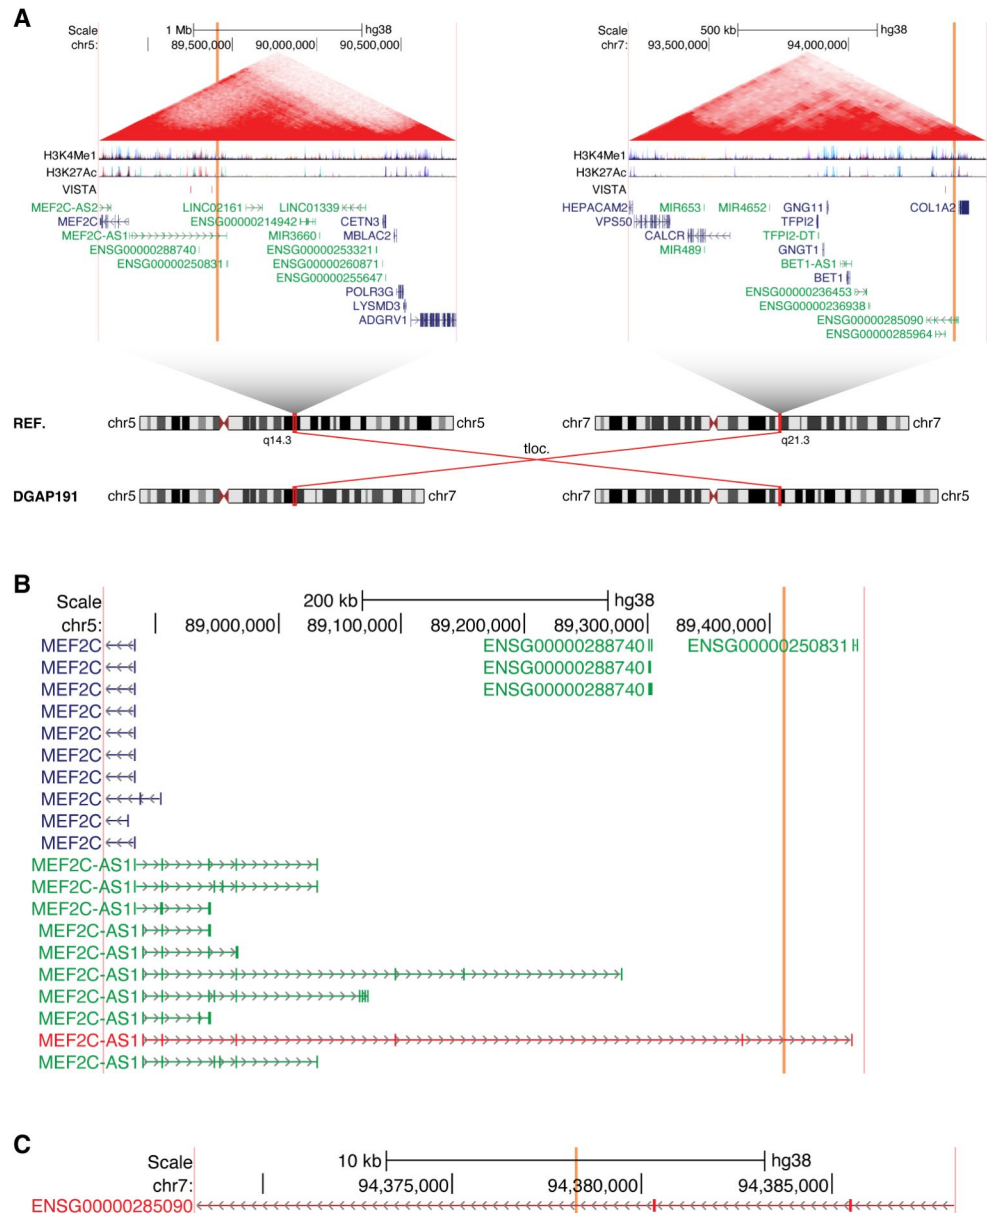 A
Scale 1 Mb hg38
chr5: 89,500,000 90,000,000 90,500,000
H3K4Me1
H3K27Ac
VISTA
MEF2C-AS2 LINC02161 LINC01339
MEF2C ENSG00000214942 CETN3
MEF2C-AS1 MIR3660 MBLAC2
ENSG00000288740 ENSG00000253321
ENSG00000250831 ENSG00000260871
ENSG00000255647
POLR3G
LYSMD3
ADGRV1
Scale 500 kb hg38
chr7: 93,500,000 94,000,000
H3K4Me1
H3K27Ac
VISTA
HEPACAM2 MIR653 MIR4652 GNG11 COL1A2
VPS50 TFPI2
CALCR TFPI2-DT
MIR489 GNGT1
BET1-AS1
BET1
ENSG00000236453
ENSG00000236938
ENSG00000285090
ENSG00000285964
REF. chr5 chr5 chr7 chr7
q14.3 q21.3
tloc.
DGAP191 chr5 chr7 chr7 chr5
B
Scale 200 kb hg38
chr5: 89,000,000 89,100,000 89,200,000 89,300,000 89,400,000
MEF2C ENSG00000288740 ENSG00000250831
MEF2C ENSG00000288740
MEF2C ENSG00000288740
MEF2C
MEF2C
MEF2C
MEF2C
MEF2C
MEF2C
MEF2C
MEF2C-AS1
MEF2C-AS1
MEF2C-AS1
MEF2C-AS1
MEF2C-AS1
MEF2C-AS1
MEF2C-AS1
MEF2C-AS1
MEF2C-AS1
MEF2C-AS1
C
Scale 10 kb hg38
chr7: 94,375,000 94,380,000 94,385,000
ENSG00000285090